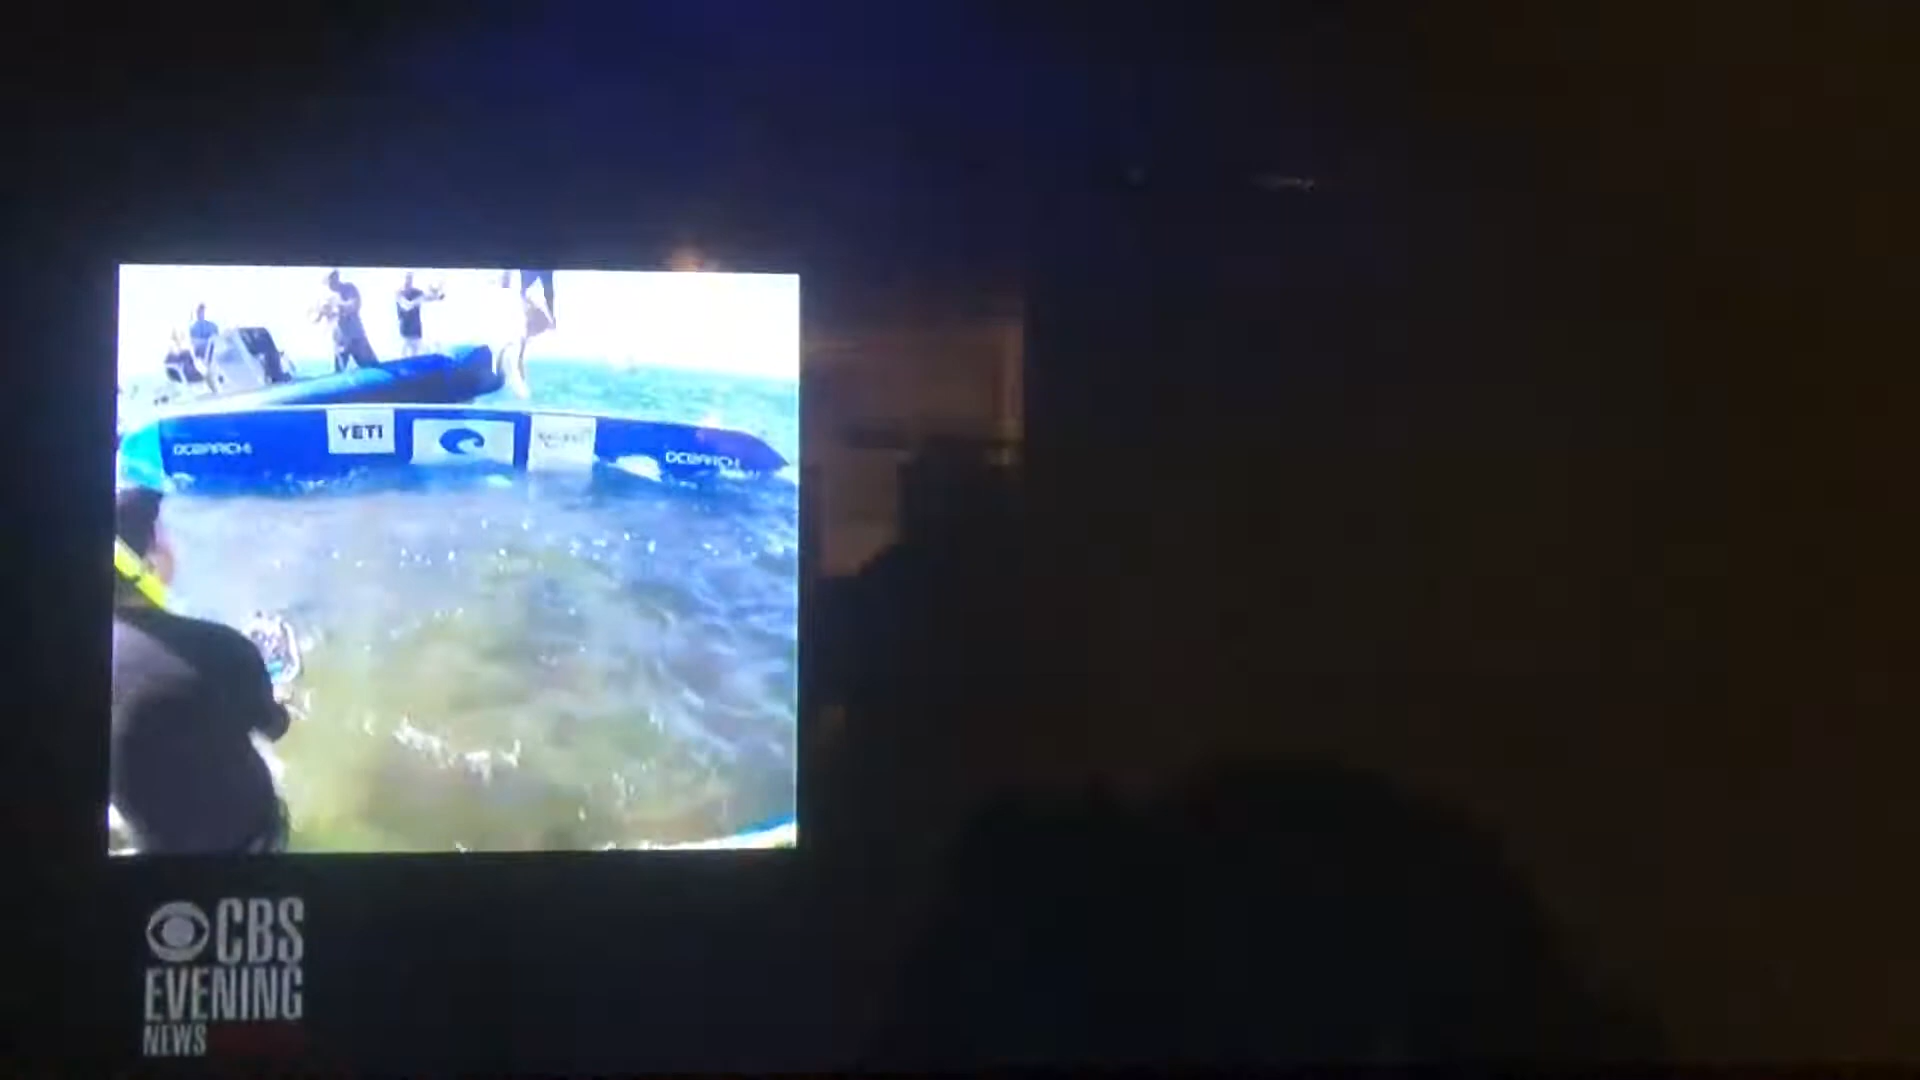 OCEARCH
YETI
OCEARCH
CBS
EVENING
NEWS